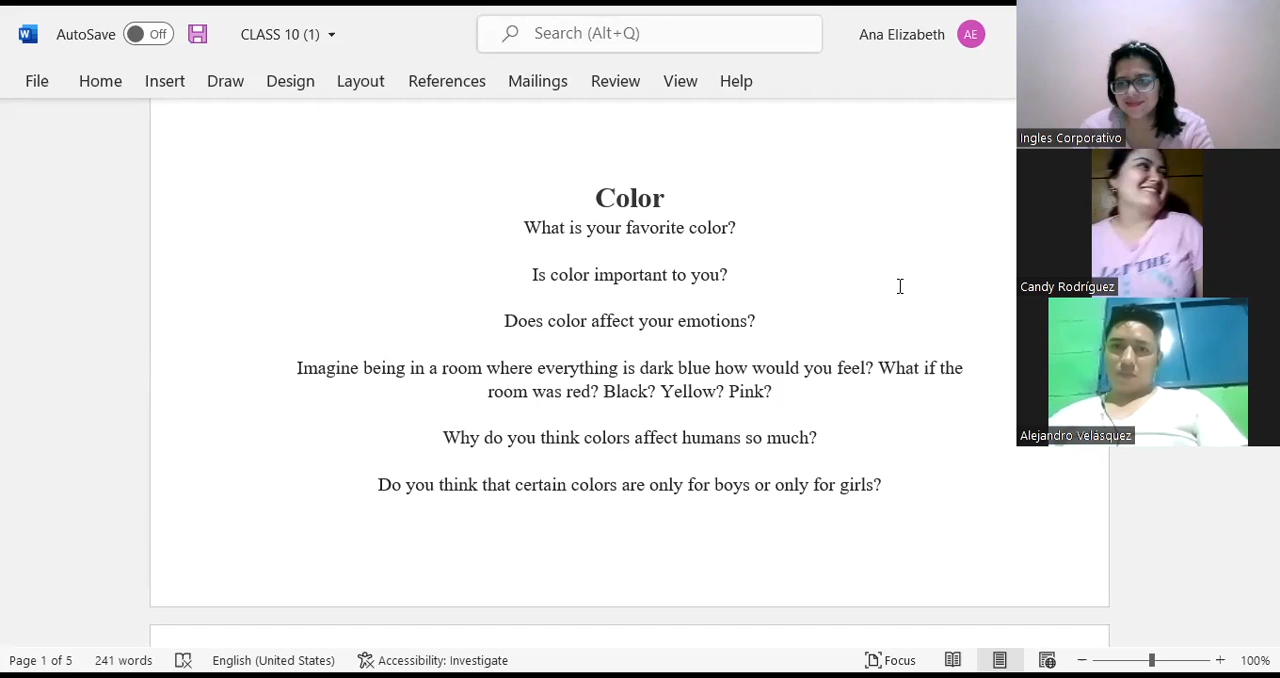 AutoSave Off CLASS 10 (1) Search (Alt+Q) Ana Elizabeth AE
File Home Insert Draw Design Layout References Mailings Review View Help
Color
What is your favorite color?
Is color important to you?
Does color affect your emotions?
Imagine being in a room where everything is dark blue how would you feel? What if the
room was red? Black? Yellow? Pink?
Why do you think colors affect humans so much?
Do you think that certain colors are only for boys or only for girls?
Ingles Corporativo
Candy Rodríguez
Alejandro Velásquez
Page 1 of 5 241 words English (United States) Accessibility: Investigate Focus 100%